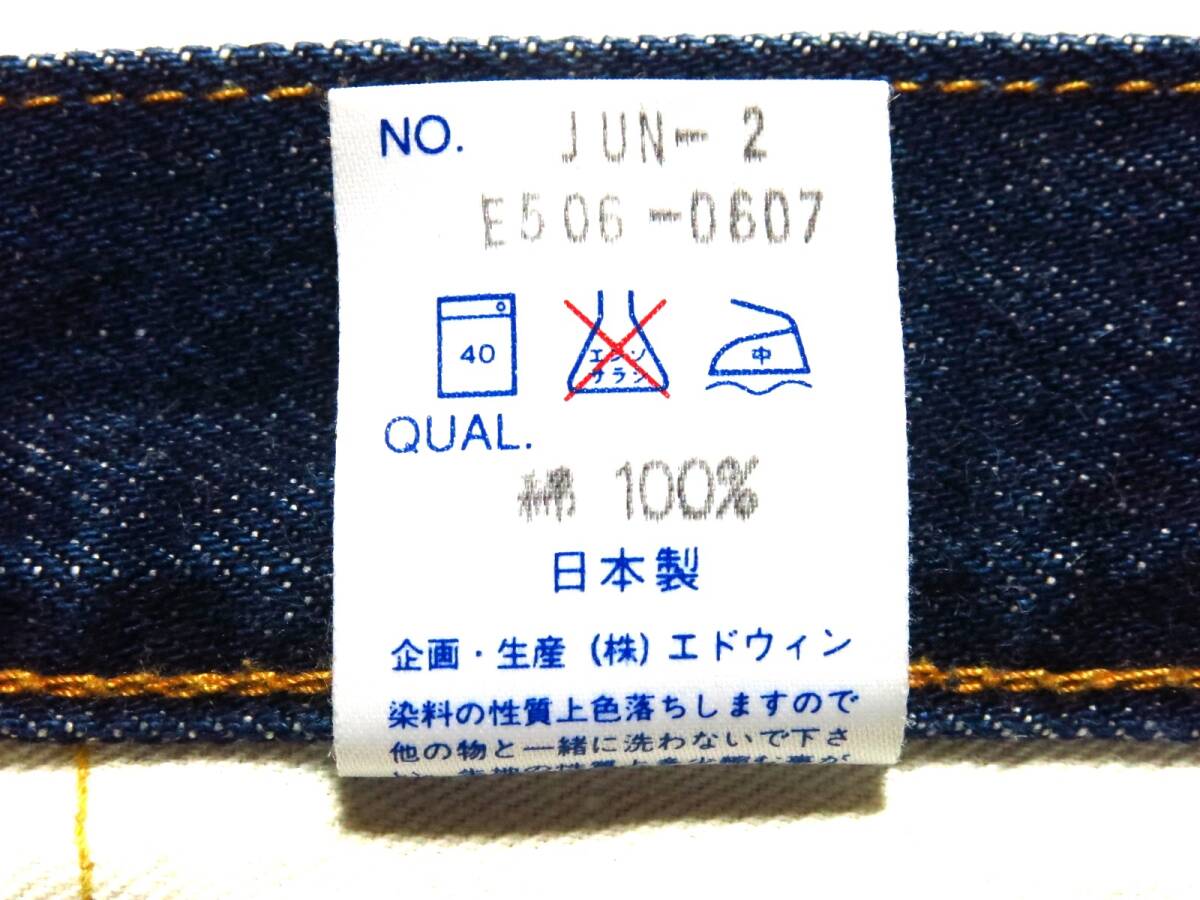 NO. JUN-2
E506-0607
40 エンソ 中
サラシ
QUAL.
綿 100%
日本製
企画・生産 (株) エドウィン
染料の性質上色落ちしますので
他の物と一緒に洗わないで下さ